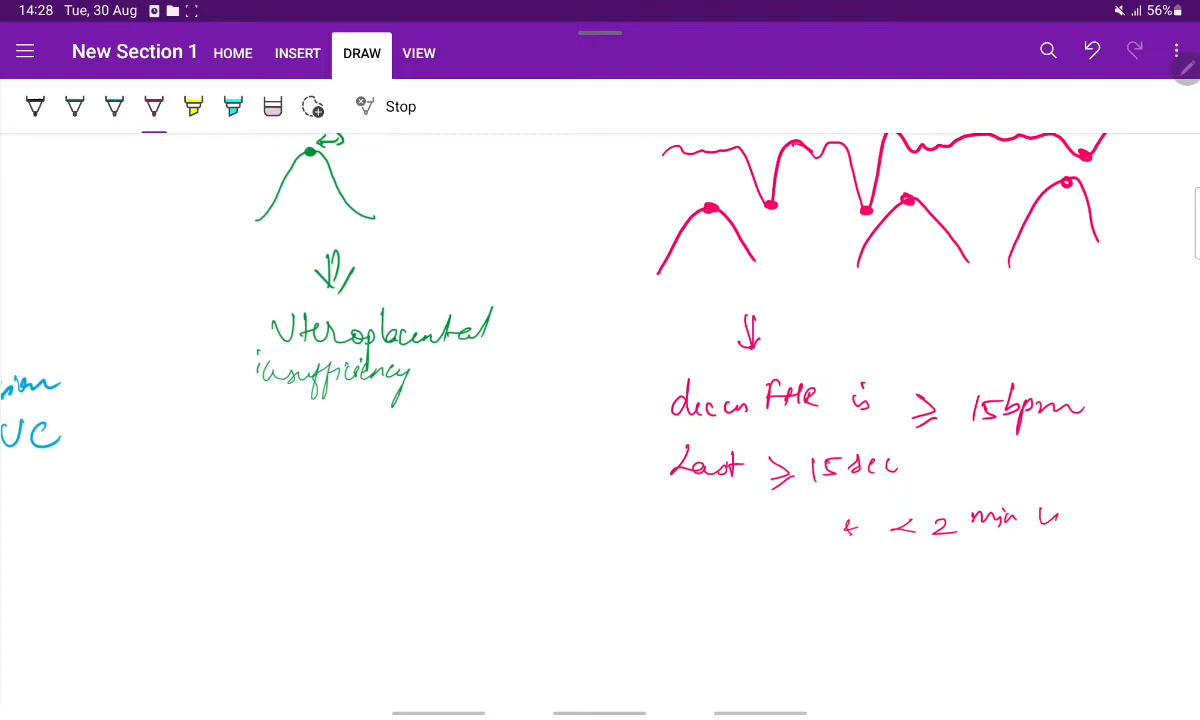 14:28 Tue, 30 Aug 56%
New Section 1 HOME INSERT DRAW VIEW
Stop
Uteroplacental
insufficiency
UC
decr in FHR is ≥ 15bpm
Last ≥ 15 sec
< 2 min